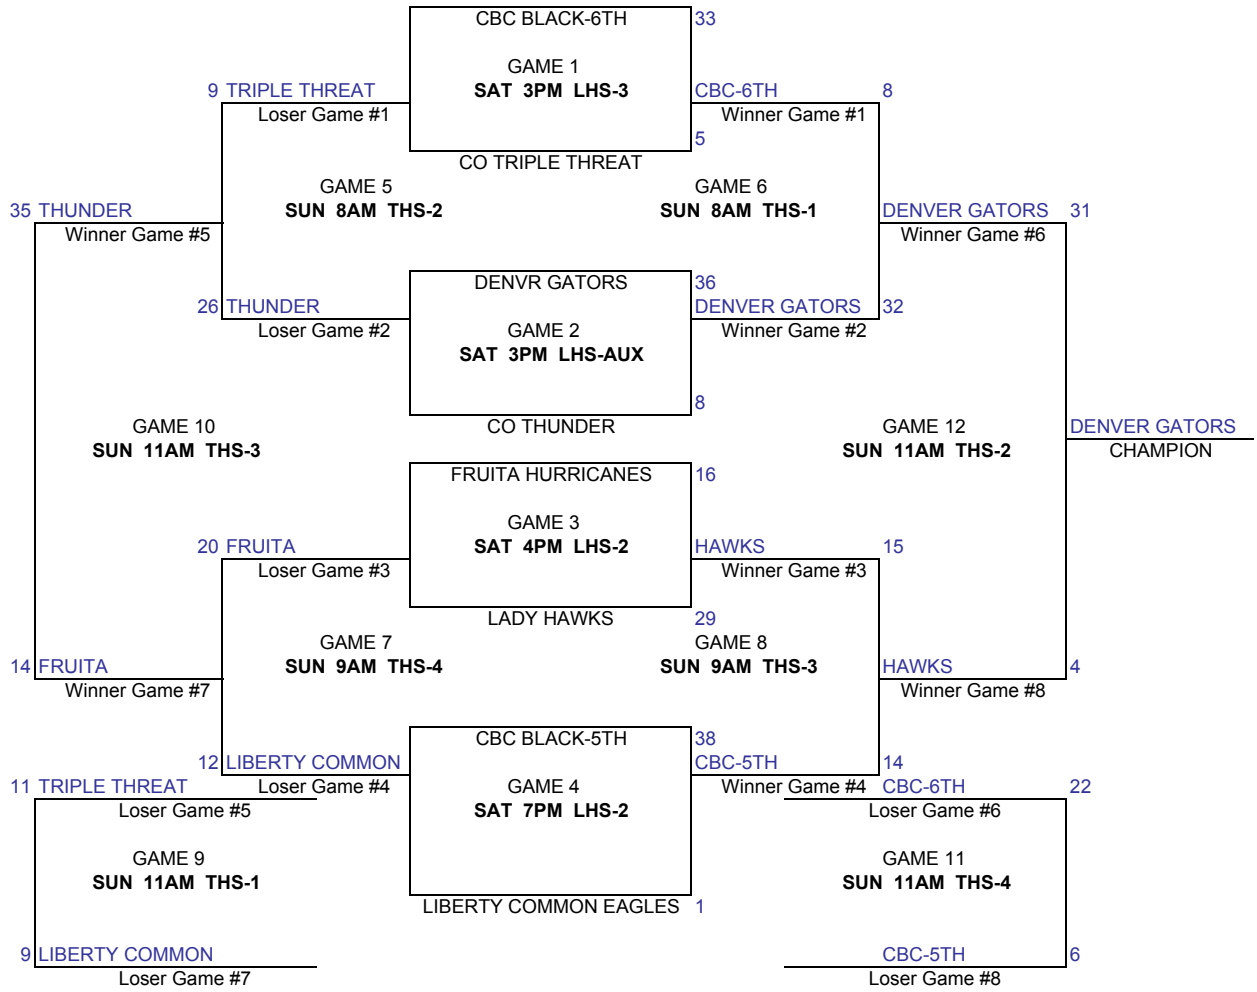 CBC BLACK-6TH 33
GAME 1
SAT 3PM LHS-3
9 TRIPLE THREAT
Loser Game #1
CBC-6TH 8
Winner Game #1
5
CO TRIPLE THREAT
GAME 5
SUN 8AM THS-2
GAME 6
SUN 8AM THS-1
35 THUNDER
Winner Game #5
DENVER GATORS 31
Winner Game #6
DENVR GATORS 36
26 THUNDER
Loser Game #2
DENVER GATORS 32
Winner Game #2
GAME 2
SAT 3PM LHS-AUX
8
CO THUNDER
GAME 10
SUN 11AM THS-3
GAME 12
SUN 11AM THS-2
DENVER GATORS
CHAMPION
FRUITA HURRICANES 16
GAME 3
SAT 4PM LHS-2
20 FRUITA
Loser Game #3
HAWKS 15
Winner Game #3
LADY HAWKS 29
GAME 7
SUN 9AM THS-4
GAME 8
SUN 9AM THS-3
14 FRUITA
Winner Game #7
HAWKS 4
Winner Game #8
CBC BLACK-5TH 38
12 LIBERTY COMMON
Loser Game #4
CBC-5TH 14
Winner Game #4
GAME 4
SAT 7PM LHS-2
LIBERTY COMMON EAGLES 1
11 TRIPLE THREAT
Loser Game #5
GAME 9
SUN 11AM THS-1
9 LIBERTY COMMON
Loser Game #7
CBC-6TH 22
Loser Game #6
GAME 11
SUN 11AM THS-4
CBC-5TH 6
Loser Game #8